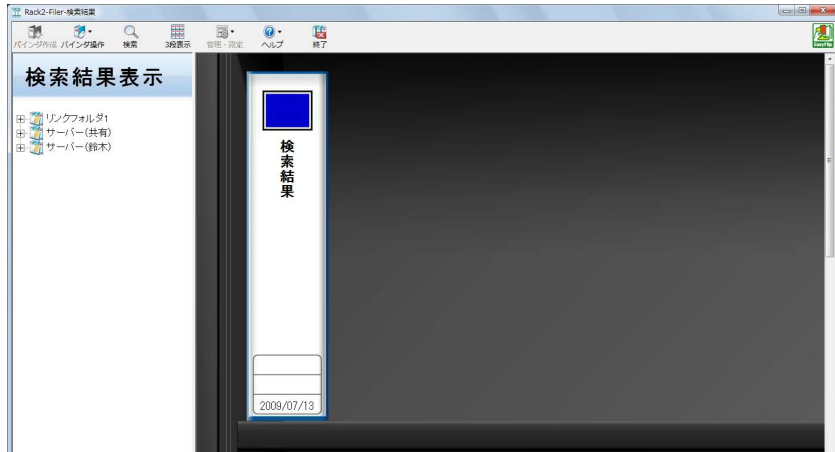 Rack2-Filer-検索結果
バインダ作成 バインダ操作 検索 3段表示 管理・設定 ヘルプ 終了
EasyFlip
検索結果表示
リンクフォルダ1
サーバー(共有)
サーバー(鈴木)
検索結果
2009/07/13